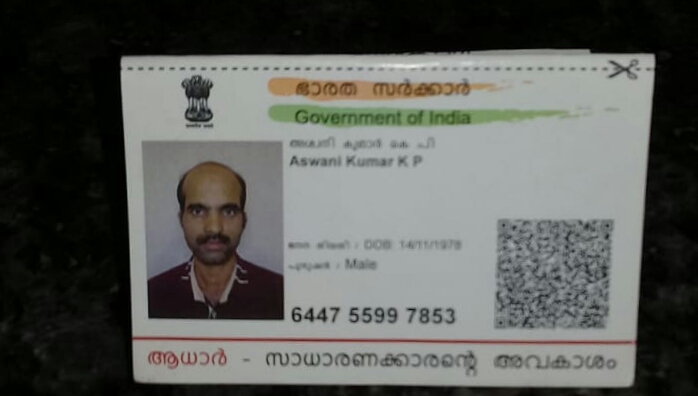 ഭാരത സർക്കാർ
Government of India
അശ്വനി കുമാർ കെ പി
Aswani Kumar K P
ജനന തിയതി : DOB: 14/11/1978
പുരുഷൻ : Male
6447 5599 7853
ആധാർ - സാധാരണക്കാരന്റെ അവകാശം